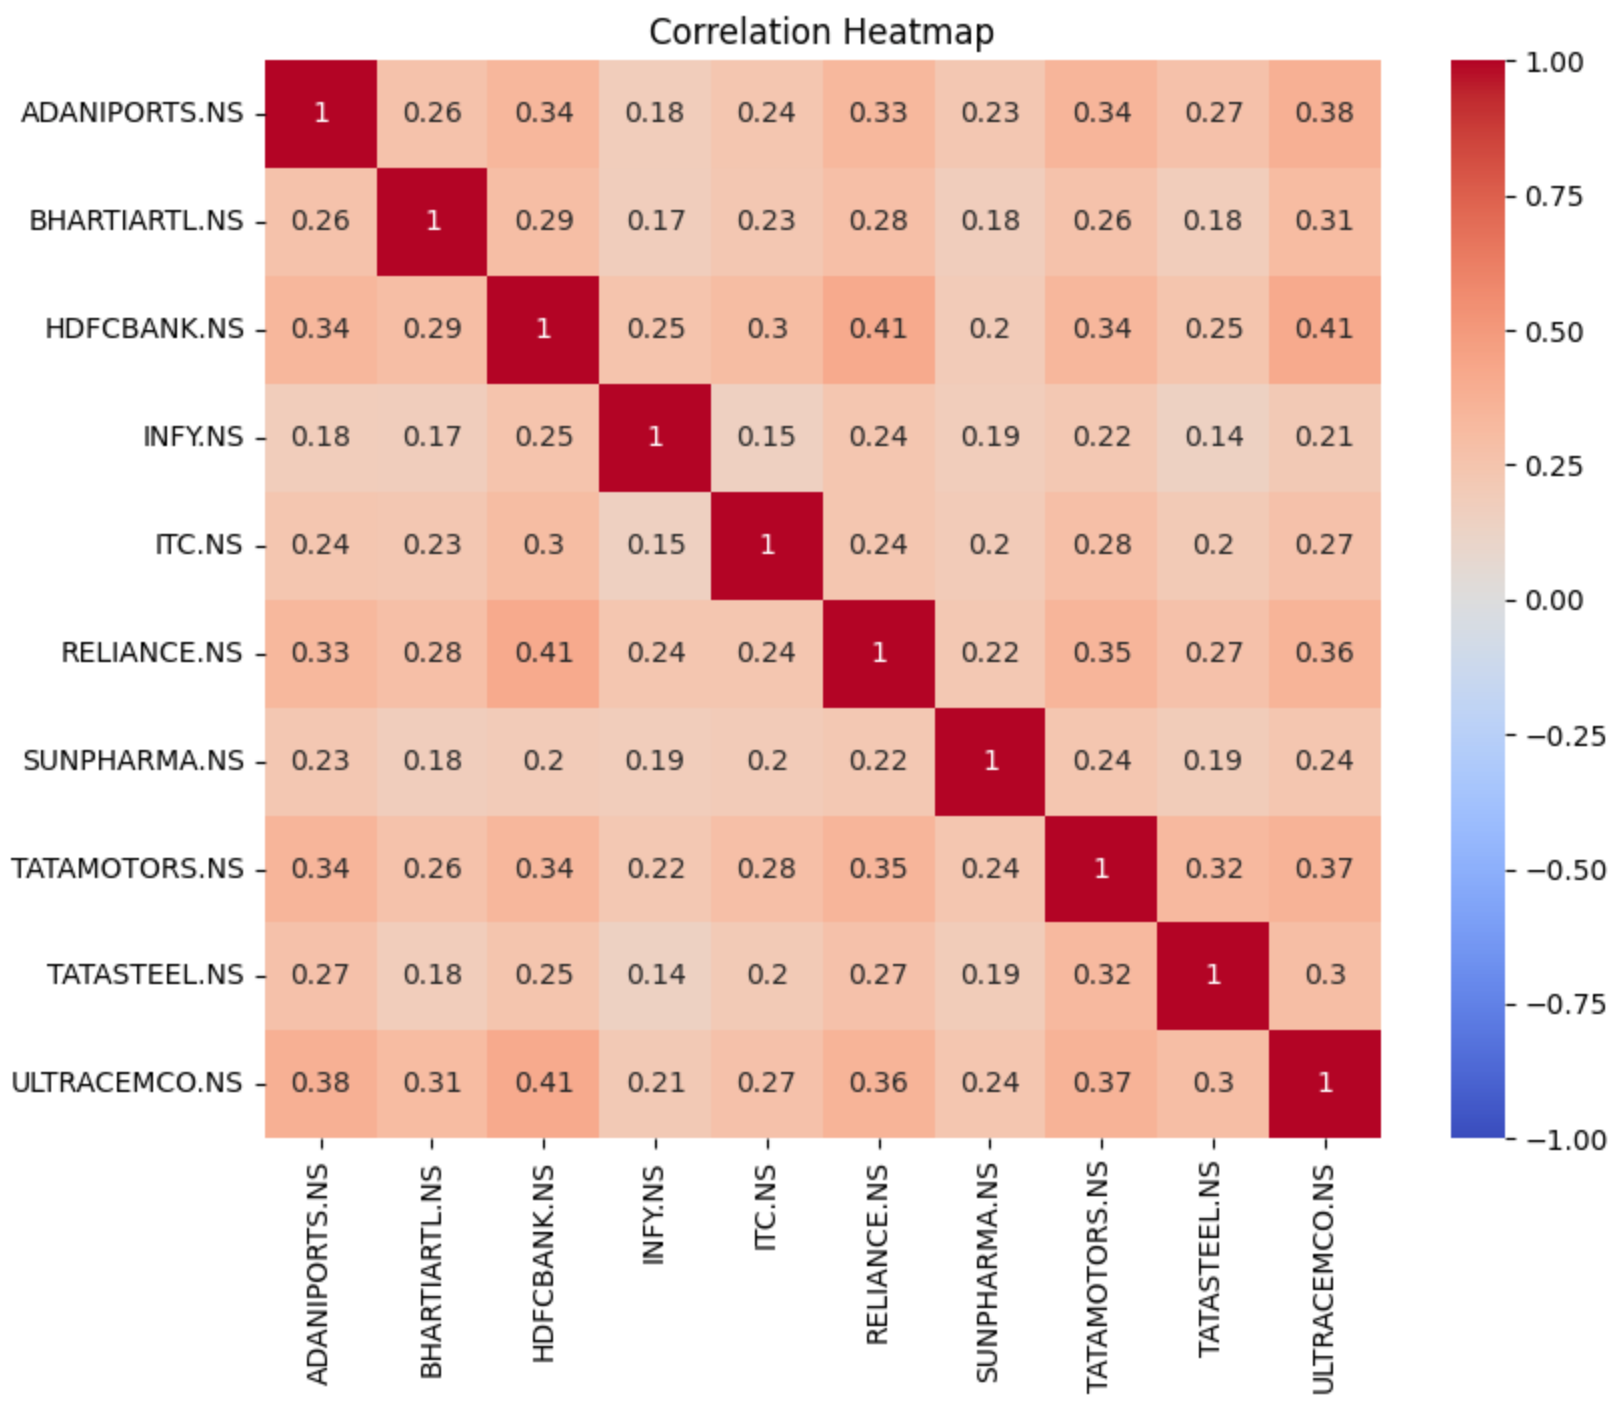 Correlation Heatmap
ADANIPORTS.NS 1 0.26 0.34 0.18 0.24 0.33 0.23 0.34 0.27 0.38
BHARTIARTL.NS 0.26 1 0.29 0.17 0.23 0.28 0.18 0.26 0.18 0.31
HDFCBANK.NS 0.34 0.29 1 0.25 0.3 0.41 0.2 0.34 0.25 0.41
INFY.NS 0.18 0.17 0.25 1 0.15 0.24 0.19 0.22 0.14 0.21
ITC.NS 0.24 0.23 0.3 0.15 1 0.24 0.2 0.28 0.2 0.27
RELIANCE.NS 0.33 0.28 0.41 0.24 0.24 1 0.22 0.35 0.27 0.36
SUNPHARMA.NS 0.23 0.18 0.2 0.19 0.2 0.22 1 0.24 0.19 0.24
TATAMOTORS.NS 0.34 0.26 0.34 0.22 0.28 0.35 0.24 1 0.32 0.37
TATASTEEL.NS 0.27 0.18 0.25 0.14 0.2 0.27 0.19 0.32 1 0.3
ULTRACEMCO.NS 0.38 0.31 0.41 0.21 0.27 0.36 0.24 0.37 0.3 1
ADANIPORTS.NS
BHARTIARTL.NS
HDFCBANK.NS
INFY.NS
ITC.NS
RELIANCE.NS
SUNPHARMA.NS
TATAMOTORS.NS
TATASTEEL.NS
ULTRACEMCO.NS
1.00
0.75
0.50
0.25
0.00
−0.25
−0.50
−0.75
−1.00